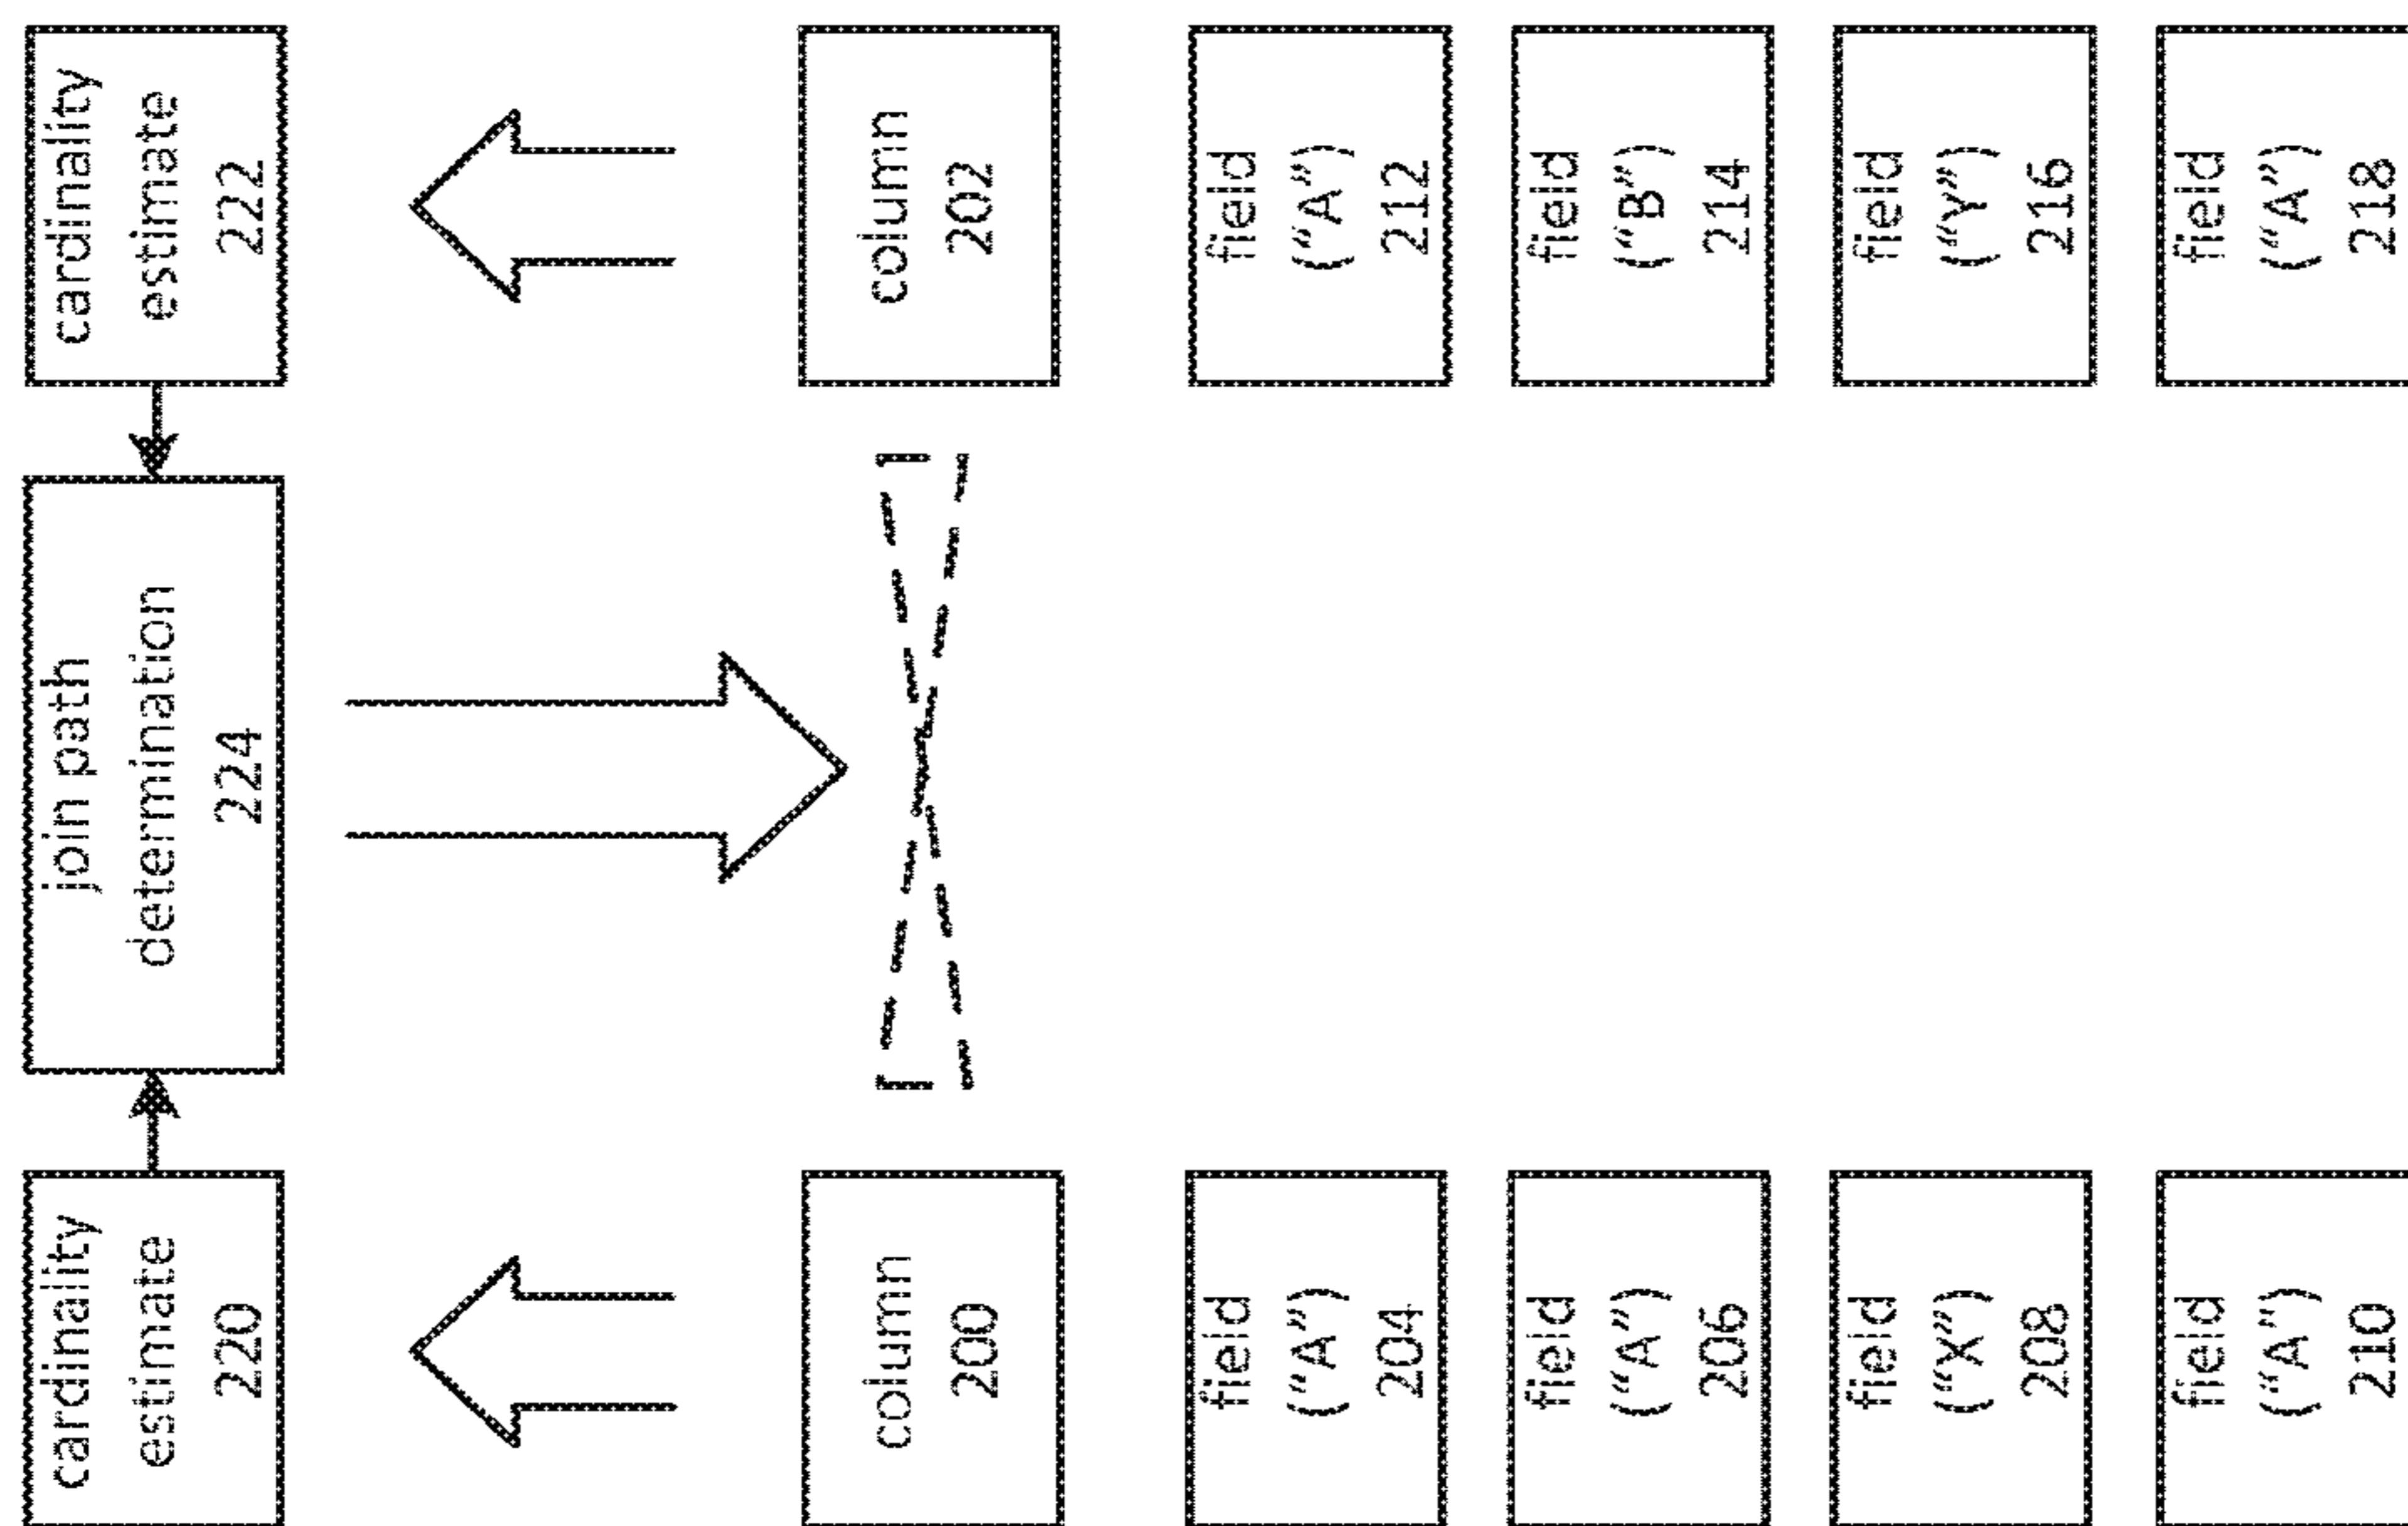 cardinality
estimate
220
join path
determination
224
cardinality
estimate
222
column
200
column
202
field
(“A”)
204
field
(“A”)
212
field
(“A”)
206
field
(“B”)
214
field
(“X”)
208
field
(“Y”)
216
field
(“A”)
210
field
(“A”)
218